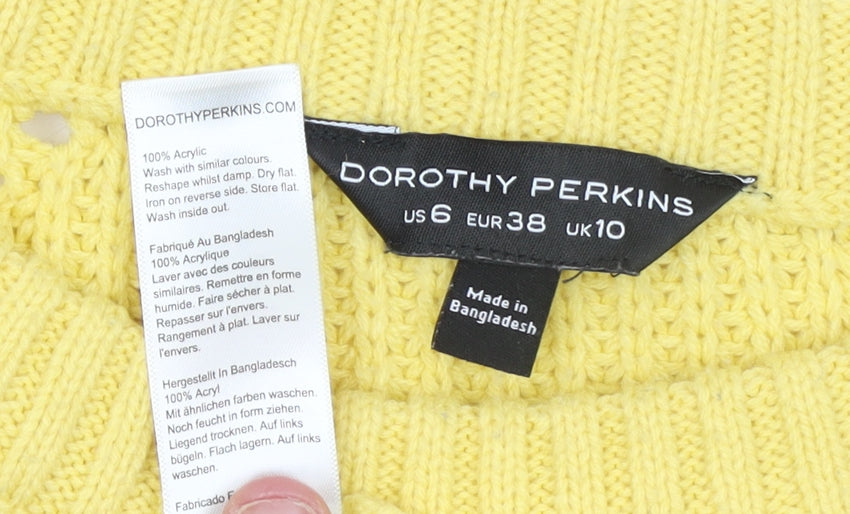 DOROTHYPERKINS.COM
100% Acrylic
Wash with similar colours.
Reshape whilst damp. Dry flat.
Iron on reverse side. Store flat.
Wash inside out.
Fabriqué Au Bangladesh
100% Acrylique
Laver avec des couleurs
similaires. Remettre en forme
humide. Faire sécher à plat.
Repasser sur l'envers.
Rangement à plat. Laver sur
l'envers.
Hergestellt In Bangladesch
100% Acryl
Mit ähnlichen farben waschen.
Noch feucht in form ziehen.
Liegend trocknen. Auf links
bügeln. Flach lagern. Auf links
waschen.
Fabricado
DOROTHY PERKINS
US 6 EUR 38 UK 10
Made in
Bangladesh